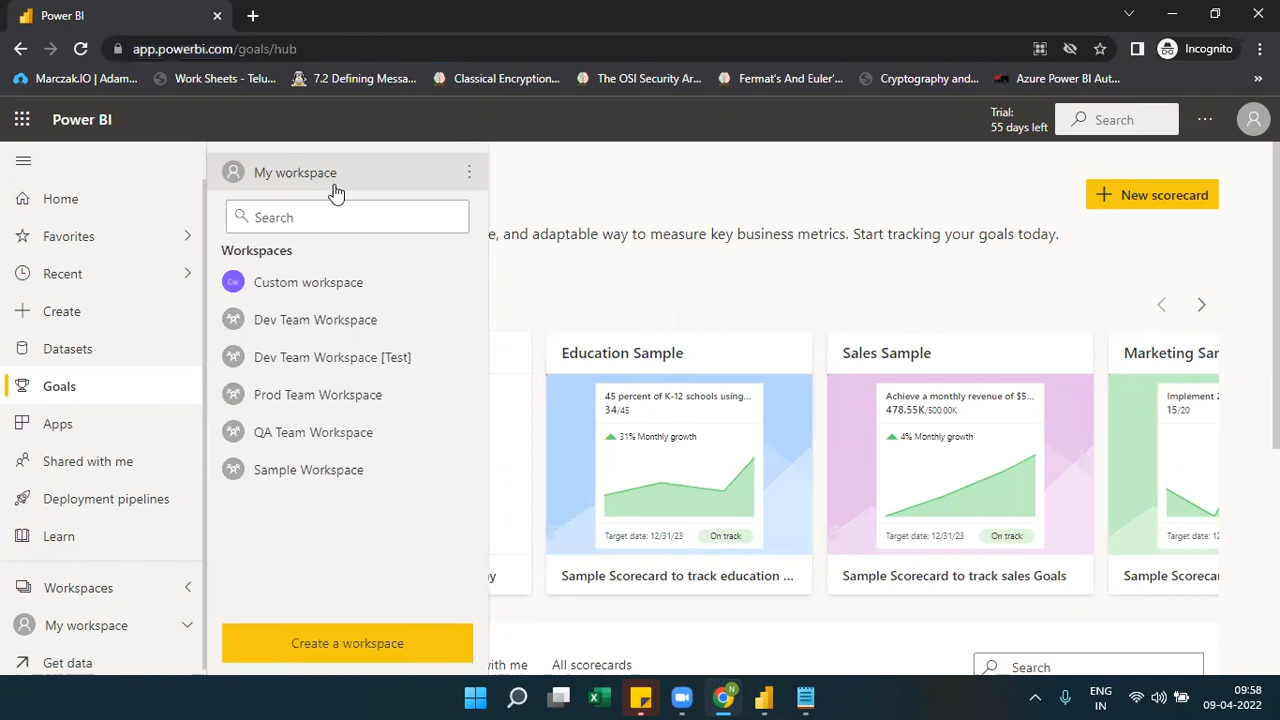 Power BI
app.powerbi.com/goals/hub
Incognito
Marczak.IO | Adam...
Work Sheets - Telu...
7.2 Defining Messa...
Classical Encryption...
The OSI Security Ar...
Fermat's And Euler'...
Cryptography and...
Azure Power BI Aut...
Power BI
Trial:
55 days left
Search
Home
Favorites
Recent
Create
Datasets
Goals
Apps
Shared with me
Deployment pipelines
Learn
Workspaces
My workspace
Get data
My workspace
Search
Workspaces
Cw
Custom workspace
Dev Team Workspace
Dev Team Workspace [Test]
Prod Team Workspace
QA Team Workspace
Sample Workspace
Create a workspace
New scorecard
e, and adaptable way to measure key business metrics. Start tracking your goals today.
Education Sample
45 percent of K-12 schools using...
34/45
31% Monthly growth
Target date: 12/31/23
On track
Sample Scorecard to track education ...
Sales Sample
Achieve a monthly revenue of $5...
478.55K/500.00K
4% Monthly growth
Target date: 12/31/23
On track
Sample Scorecard to track sales Goals
Marketing Sar
Implement 2
15/20
Target date:
Sample Score
y
with me
All scorecards
Search
ENG
IN
09:58
09-04-2022